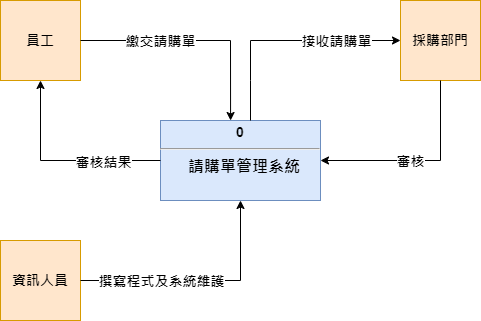 員工
繳交請購單
接收請購單
採購部門
0
請購單管理系統
審核結果
審核
資訊人員
撰寫程式及系統維護